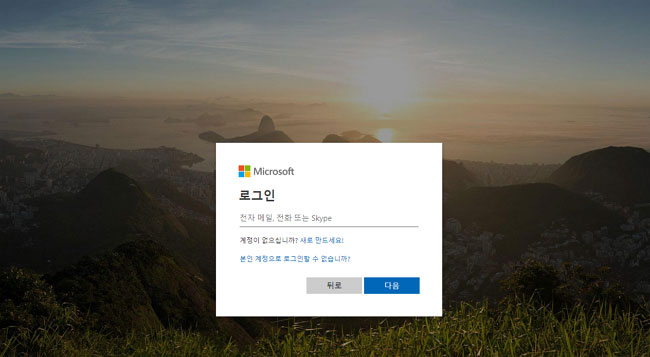 Microsoft
로그인
전자 메일, 전화 또는 Skype
계정이 없으십니까? 새로 만드세요!
본인 계정으로 로그인할 수 없습니까?
뒤로 다음